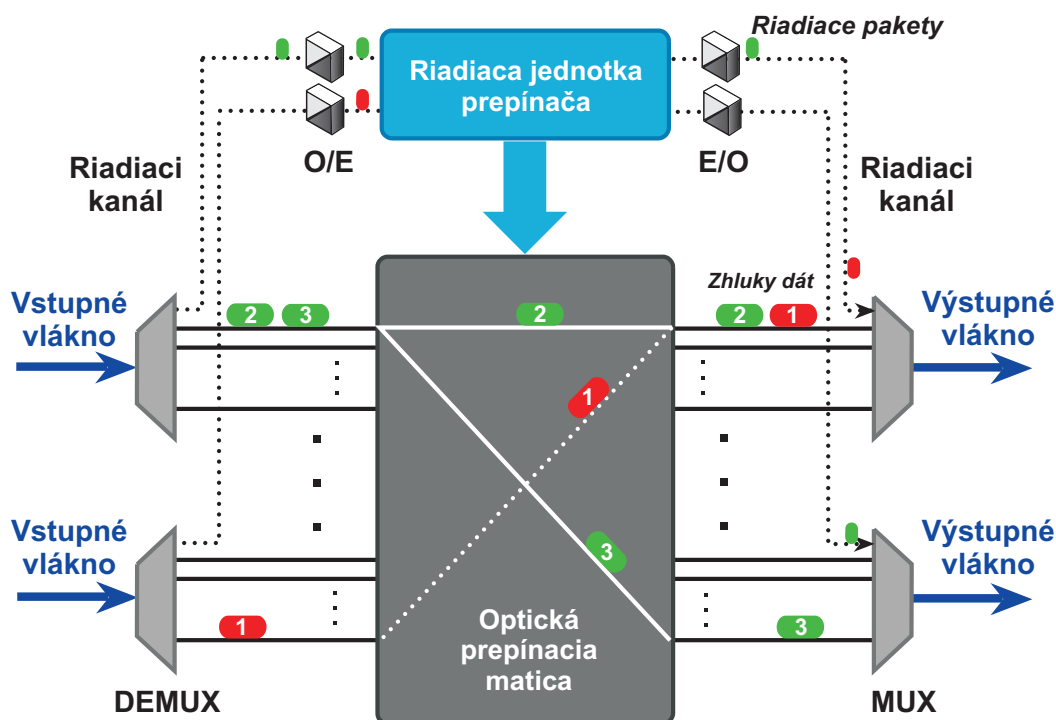 Riadiace pakety
Riadiaca jednotka
prepínača
O/E
E/O
Riadiaci
kanál
Riadiaci
kanál
Zhluky dát
Vstupné
vlákno
2
3
2
2
1
Výstupné
vlákno
1
Vstupné
vlákno
3
Výstupné
vlákno
1
3
Optická
prepínacia
matica
DEMUX
MUX